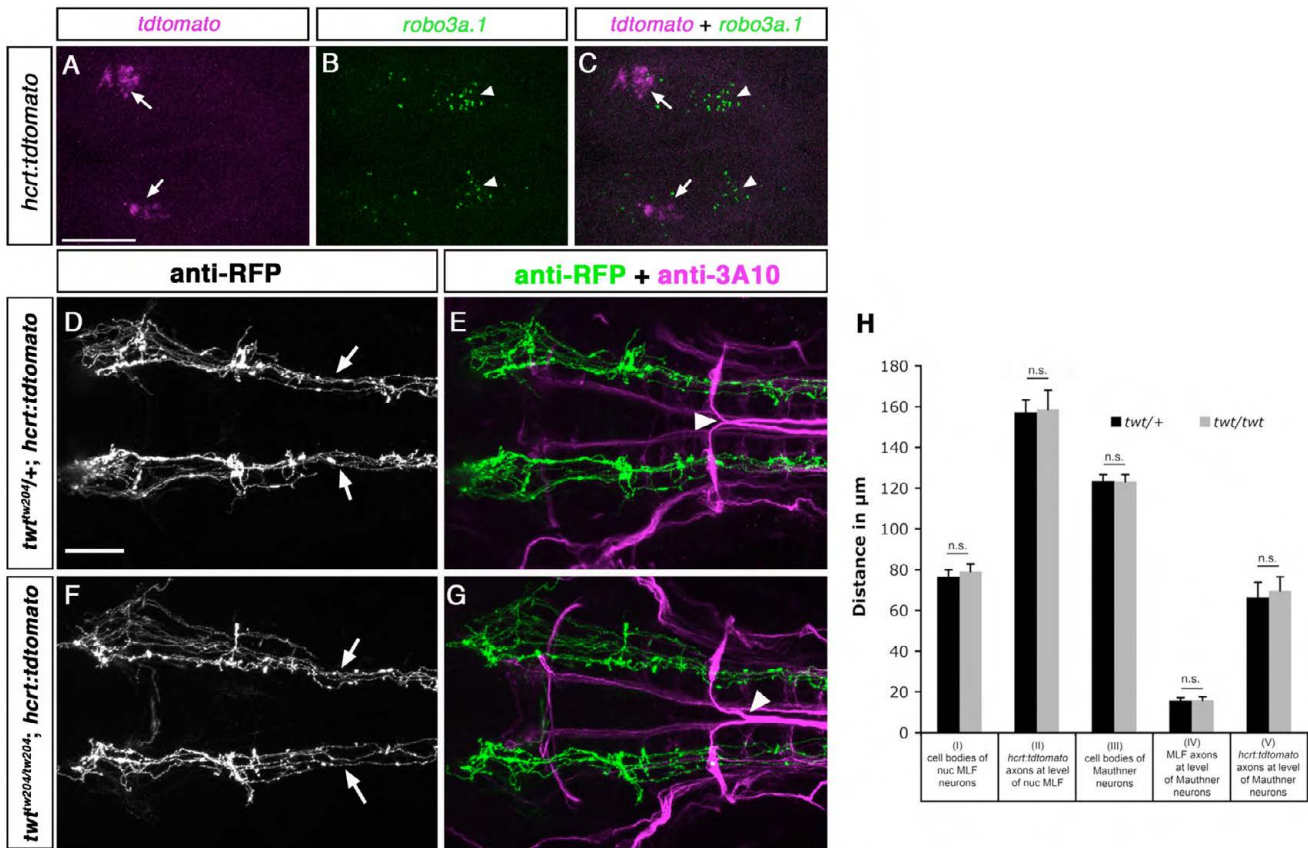 tdtomato
robo3a.1
tdtomato + robo3a.1
hcrt:tdtomato
A
B
C
anti-RFP
anti-RFP + anti-3A10
twt^tw204/+; hcrt:tdtomato
D
E
twt^tw204/tw204; hcrt:tdtomato
F
G
H
Distance in µm
180
160
140
120
100
80
60
40
20
0
n.s.
n.s.
n.s.
n.s.
n.s.
twt/+
twt/twt
(I)
cell bodies of
nuc MLF
neurons
(II)
hcrt:tdtomato
axons at level
of nuc MLF
(III)
cell bodies of
Mauthner
neurons
(IV)
MLF axons
at level
of Mauthner
neurons
(V)
hcrt:tdtomato
axons at level
of Mauthner
neurons